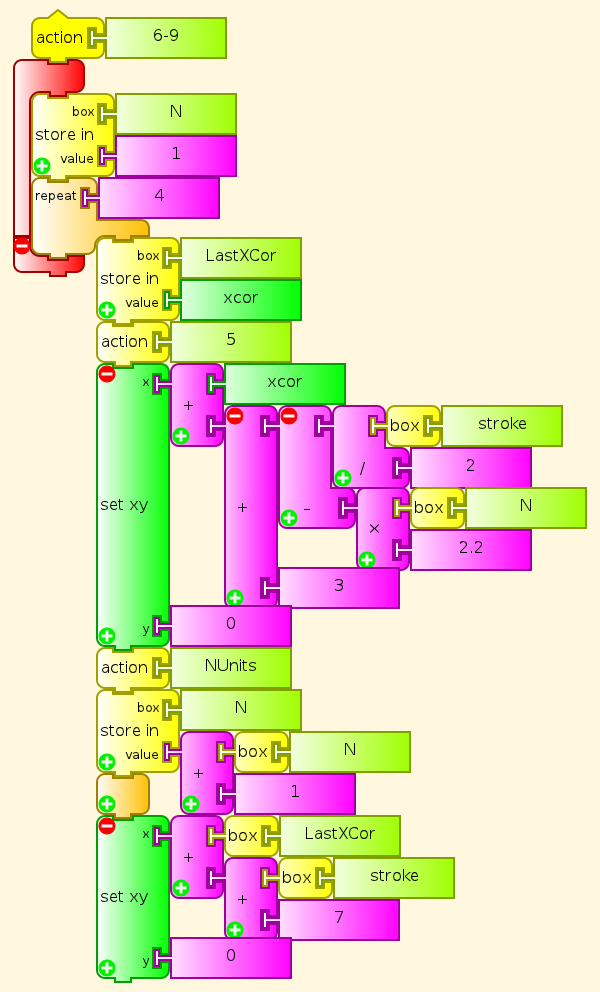 action 6-9
box N
store in
value 1
repeat 4
box LastXCor
store in
value xcor
action 5
x + xcor
box stroke
/ 2
set xy + - × box N
2.2
3
y 0
action NUnits
box N
store in
value + box N
1
x + box LastXCor
set xy + box stroke
7
y 0